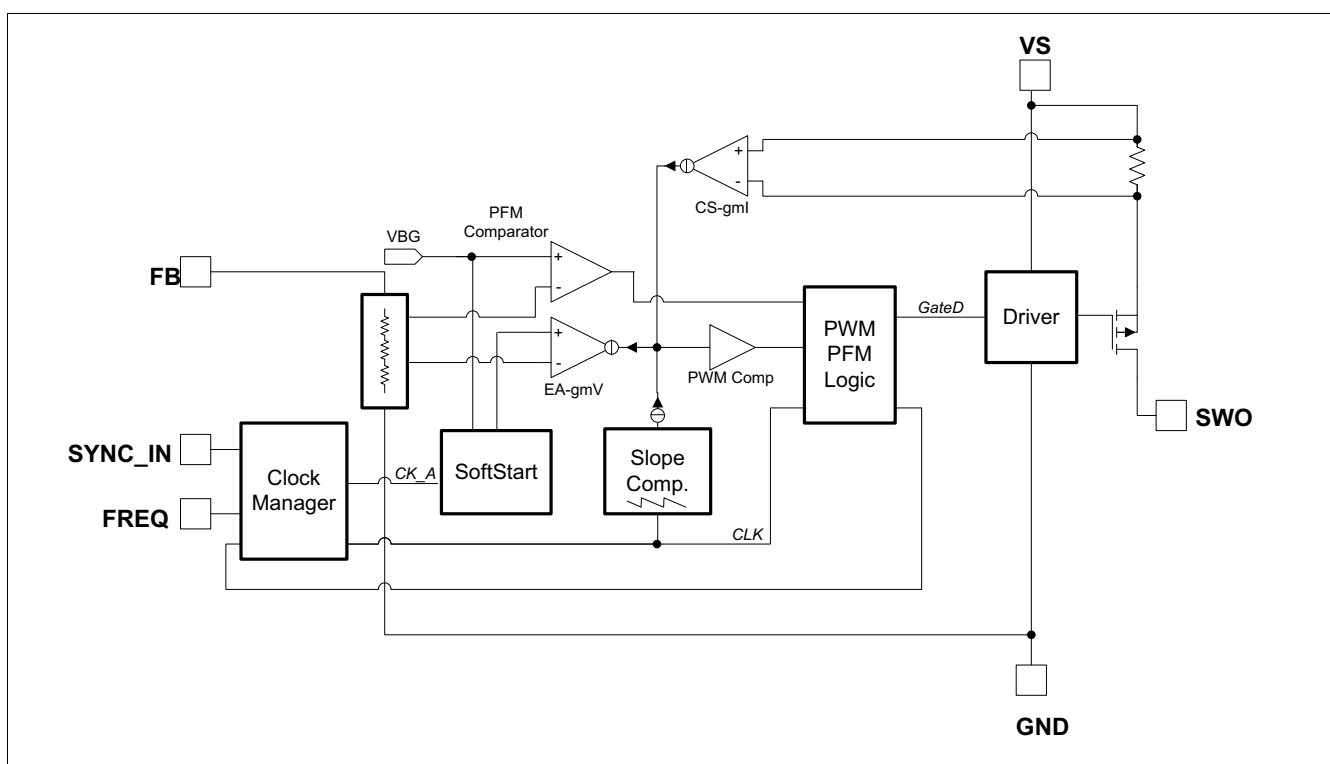 VS
+
-
CS-gmI
PFM
Comparator
VBG
+
-
FB
+
-
EA-gmV
PWM Comp
PWM
PFM
Logic
GateD
Driver
SWO
SYNC_IN
FREQ
Clock
Manager
CK_A
SoftStart
Slope
Comp.
CLK
GND